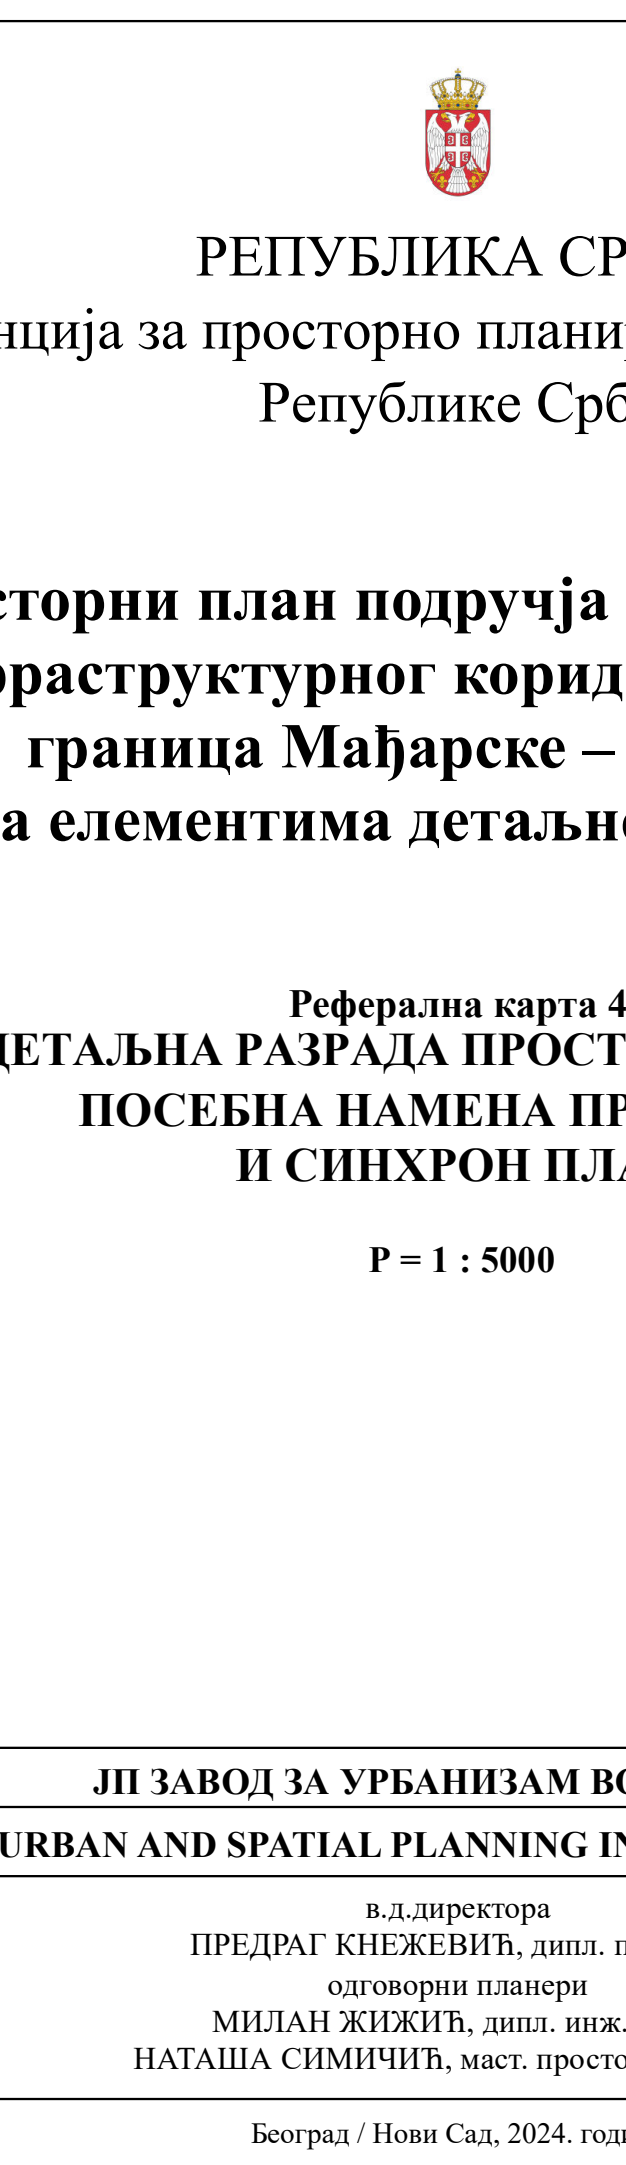 РЕПУБЛИКА СР
нција за просторно плани
Републике Срб
сторни план подручја
фраструктурног корид
граница Мађарске –
а елементима детаљн
Реферална карта 4
ДЕТАЉНА РАЗРАДА ПРОСТ
ПОСЕБНА НАМЕНА ПР
И СИНХРОН ПЛА
Р = 1 : 5000
ЈП ЗАВОД ЗА УРБАНИЗАМ ВО
URBAN AND SPATIAL PLANNING IN
в.д.директора
ПРЕДРАГ КНЕЖЕВИЋ, дипл. п
одговорни планери
МИЛАН ЖИЖИЋ, дипл. инж.
НАТАША СИМИЧИЋ, маст. просто
Београд / Нови Сад, 2024. годи